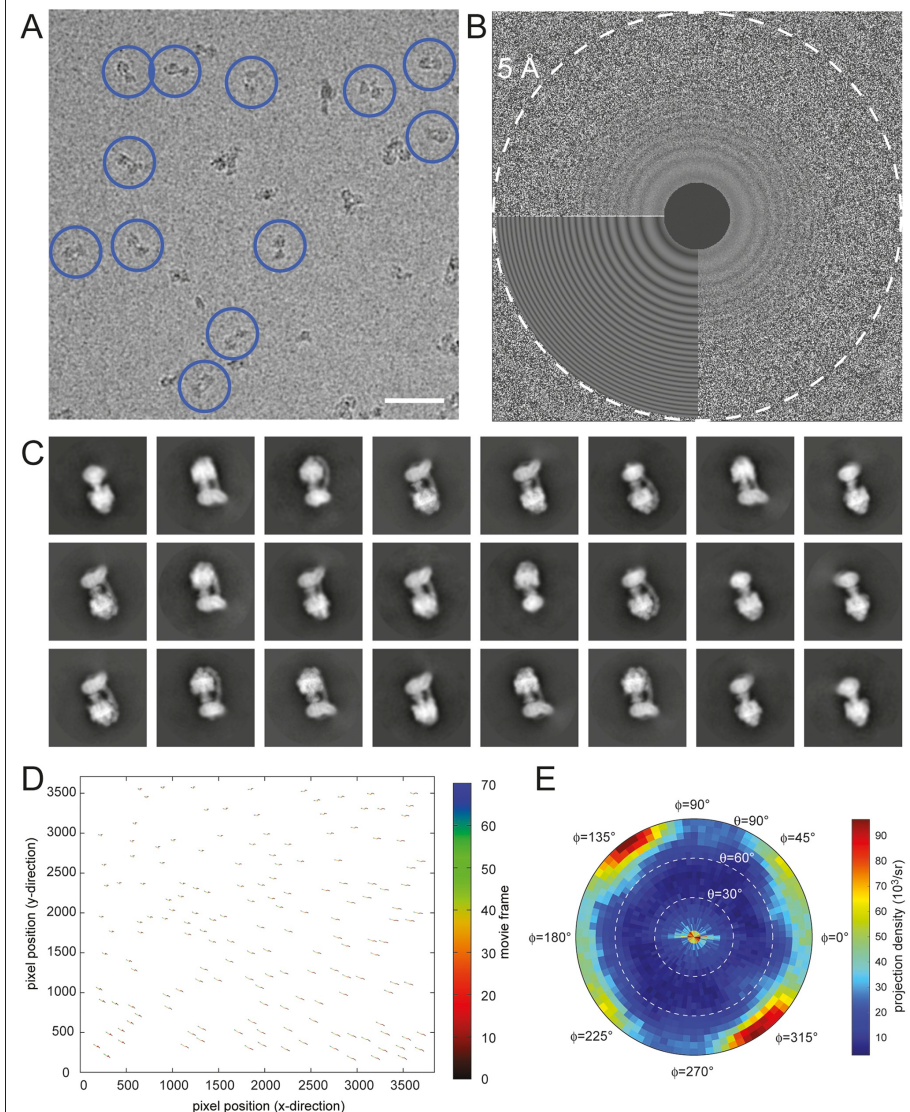 A
B
5 Å
C
D
3500
3000
2500
2000
1500
1000
500
0
pixel position (y-direction)
0 500 1000 1500 2000 2500 3000 3500
pixel position (x-direction)
70
60
50
40
30
20
10
0
movie frame
E
ϕ=90°
θ=90°
ϕ=135°
ϕ=45°
θ=60°
θ=30°
ϕ=180°
ϕ=0°
ϕ=225°
ϕ=315°
ϕ=270°
90
80
70
60
50
40
30
20
10
projection density (10³/sr)